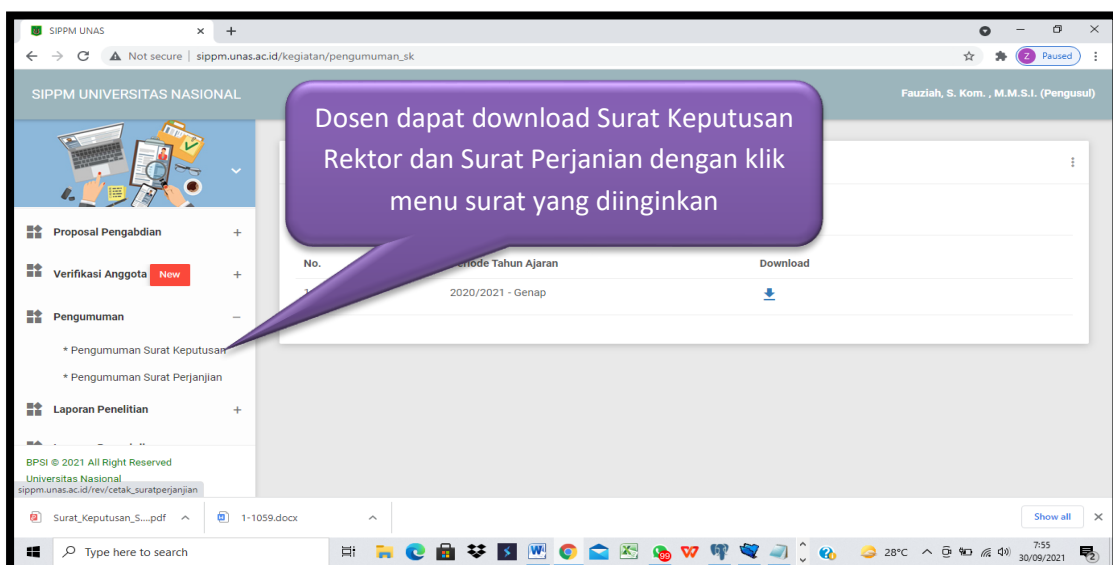 SIPPM UNAS
Not secure | sippm.unas.ac.id/kegiatan/pengumuman_sk
Paused
SIPPM UNIVERSITAS NASIONAL
Fauziah, S. Kom. , M.M.S.I. (Pengusul)
Dosen dapat download Surat Keputusan
Rektor dan Surat Perjanian dengan klik
menu surat yang diinginkan
Proposal Pengabdian +
Verifikasi Anggota New +
Pengumuman −
* Pengumuman Surat Keputusan
* Pengumuman Surat Perjanjian
Laporan Penelitian +
BPSI © 2021 All Right Reserved
Universitas Nasional
sippm.unas.ac.id/rev/cetak_suratperjanjian
No. Tahun Ajaran Download
2020/2021 - Genap
Surat_Keputusan_S....pdf
1-1059.docx
Show all
Type here to search
28°C
7:55
30/09/2021